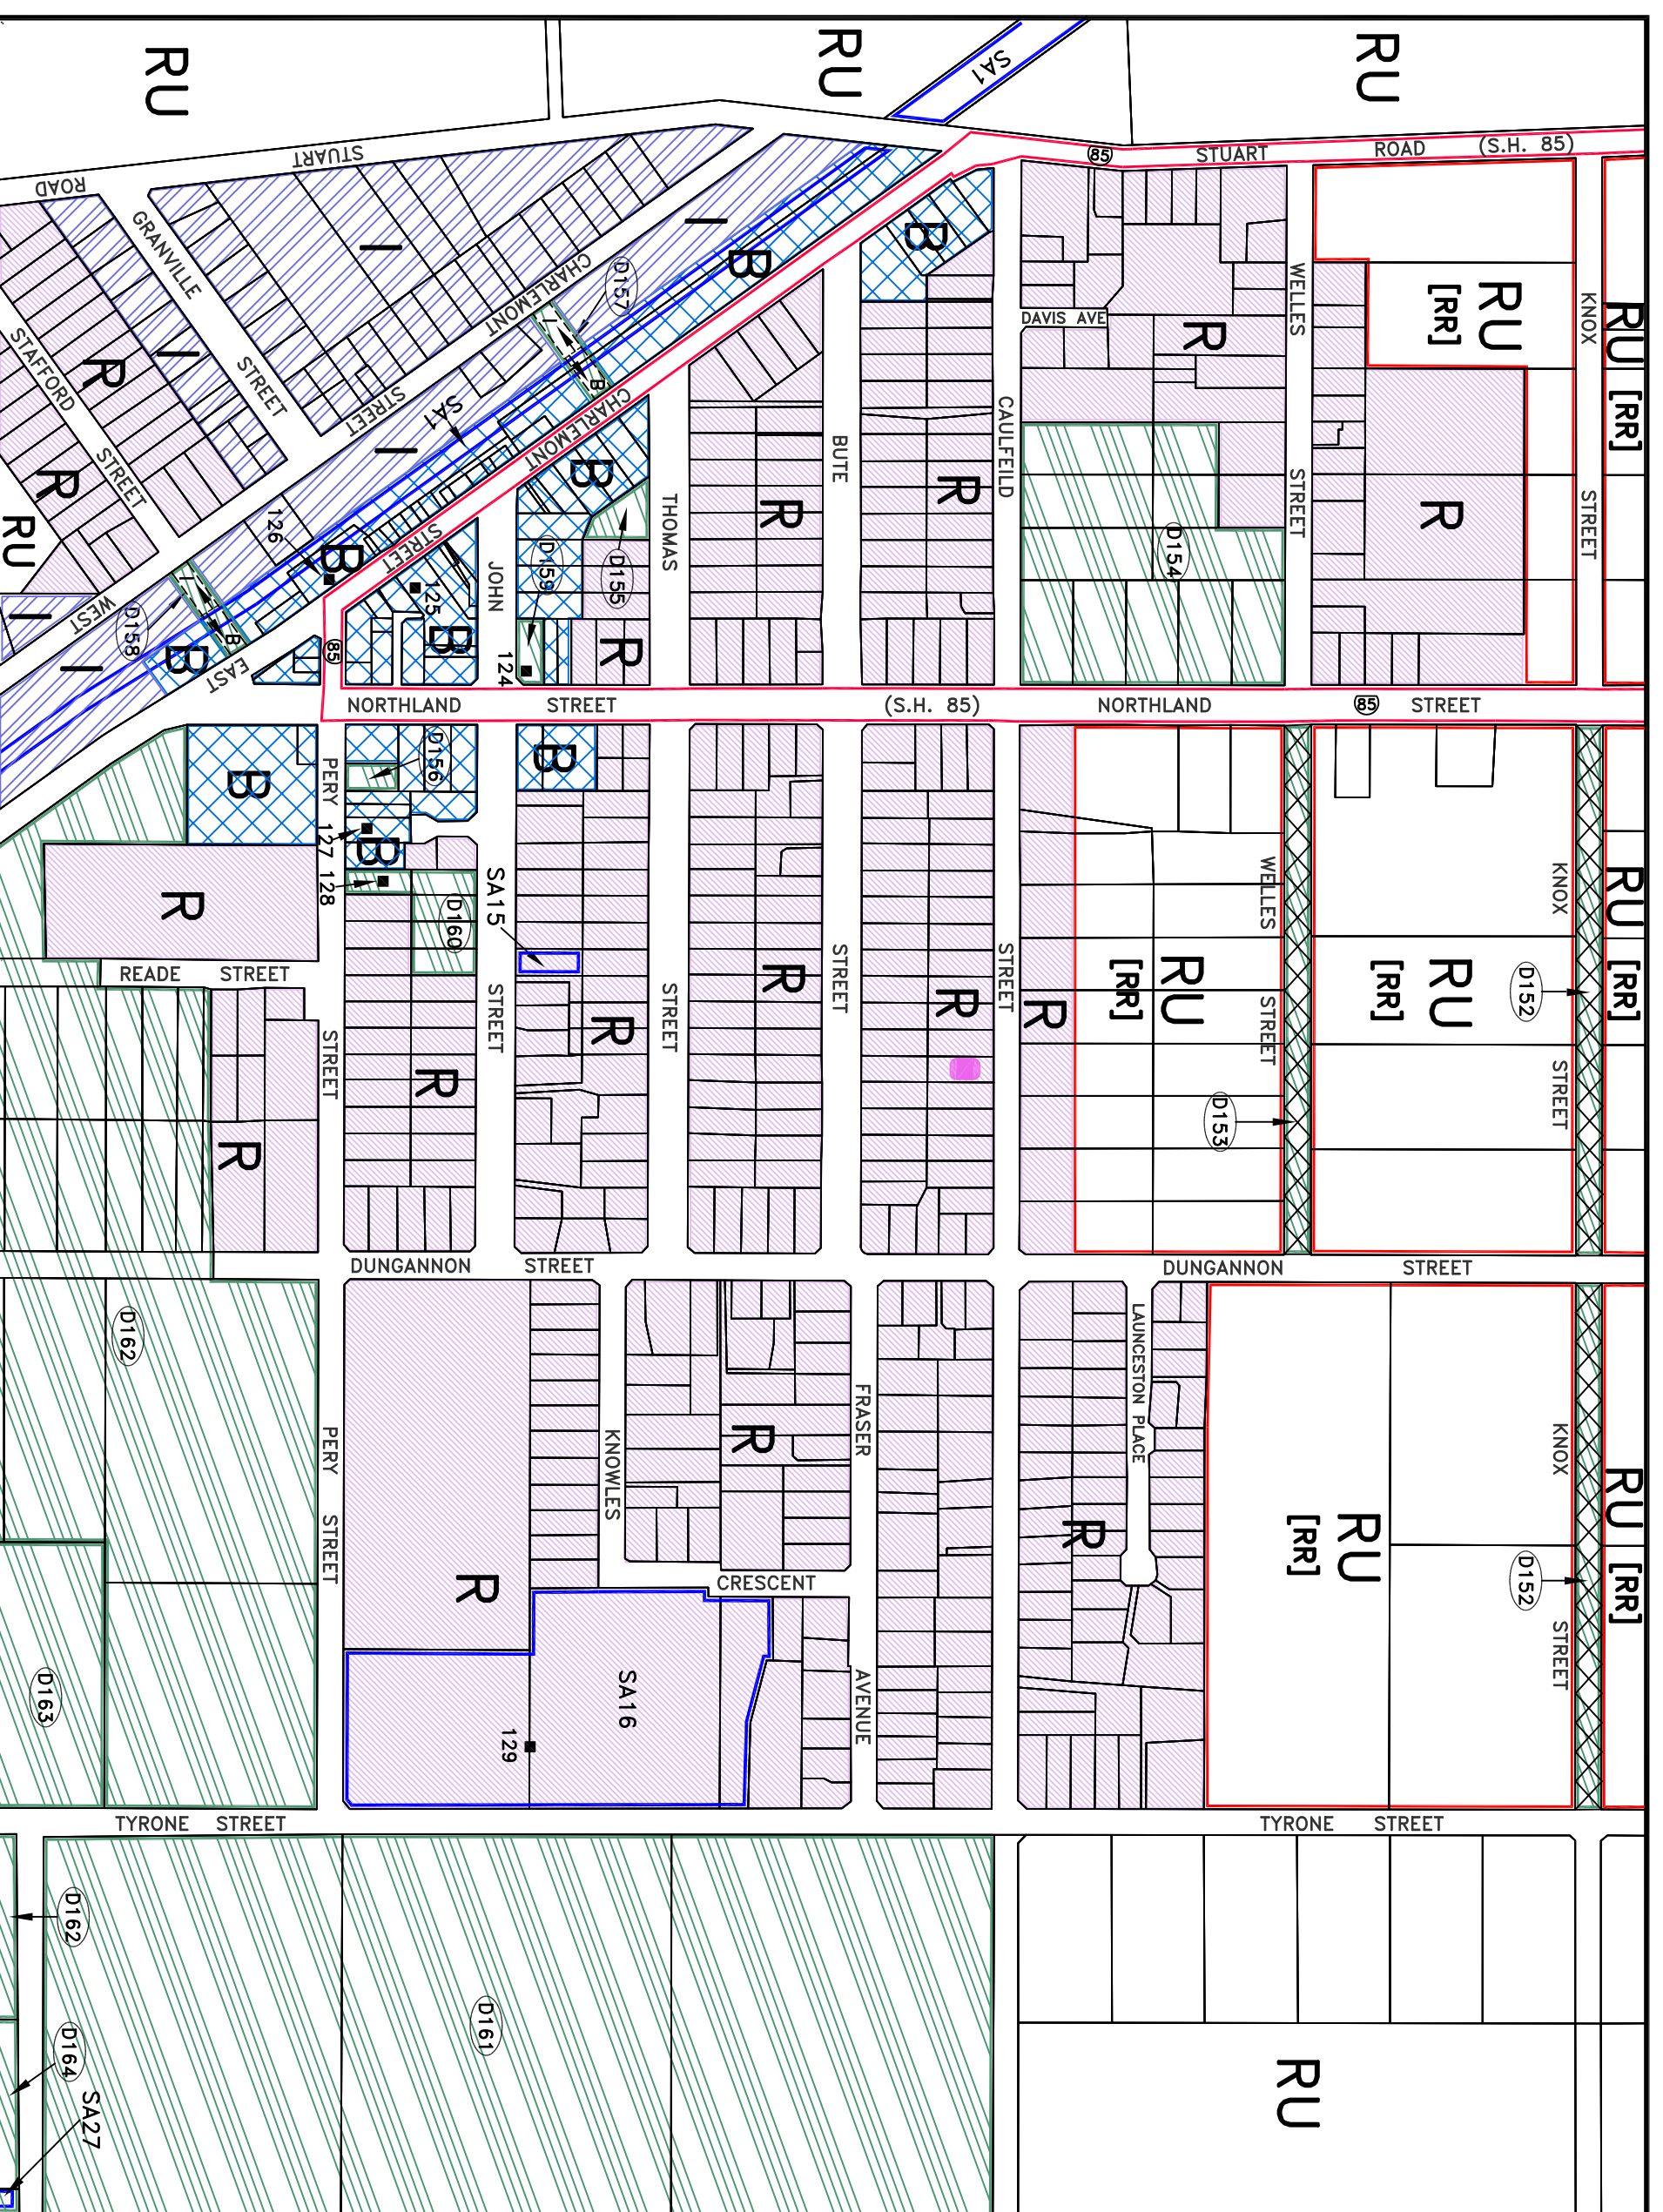 RU
RU
RU
SA1
STUART
ROAD
85
STUART
ROAD
(S.H. 85)
GRANVILLE
STREET
STAFFORD
STREET
CHARLEMONT
STREET
D157
I
B
I
I
I
I
I
I
B
B
SA1
CHARLEMONT
STREET
R
R
RU
WEST
EAST
126
B
D158
I
B
B
85
125
B
JOHN
B
D159
D155
124
R
THOMAS
BUTE
R
R
CAULFEILD
DAVIS AVE
R
D154
WELLES
STREET
RU
[RR]
R
KNOX
STREET
RU
[RR]
NORTHLAND
STREET
(S.H. 85)
NORTHLAND
85
STREET
B
PERY
D156
127
B
128
D160
B
SA15
R
READE
STREET
STREET
R
R
STREET
R
STREET
R
STREET
R
STREET
R
RU
[RR]
WELLES
STREET
D153
RU
[RR]
KNOX
D152
STREET
RU
[RR]
DUNGANNON
STREET
DUNGANNON
STREET
D162
D163
PERY
STREET
R
KNOWLES
CRESCENT
R
FRASER
AVENUE
SA16
129
LAUNCESTON PLACE
R
RU
[RR]
KNOX
D152
STREET
RU
[RR]
TYRONE
STREET
TYRONE
STREET
D162
D164
SA27
D161
RU